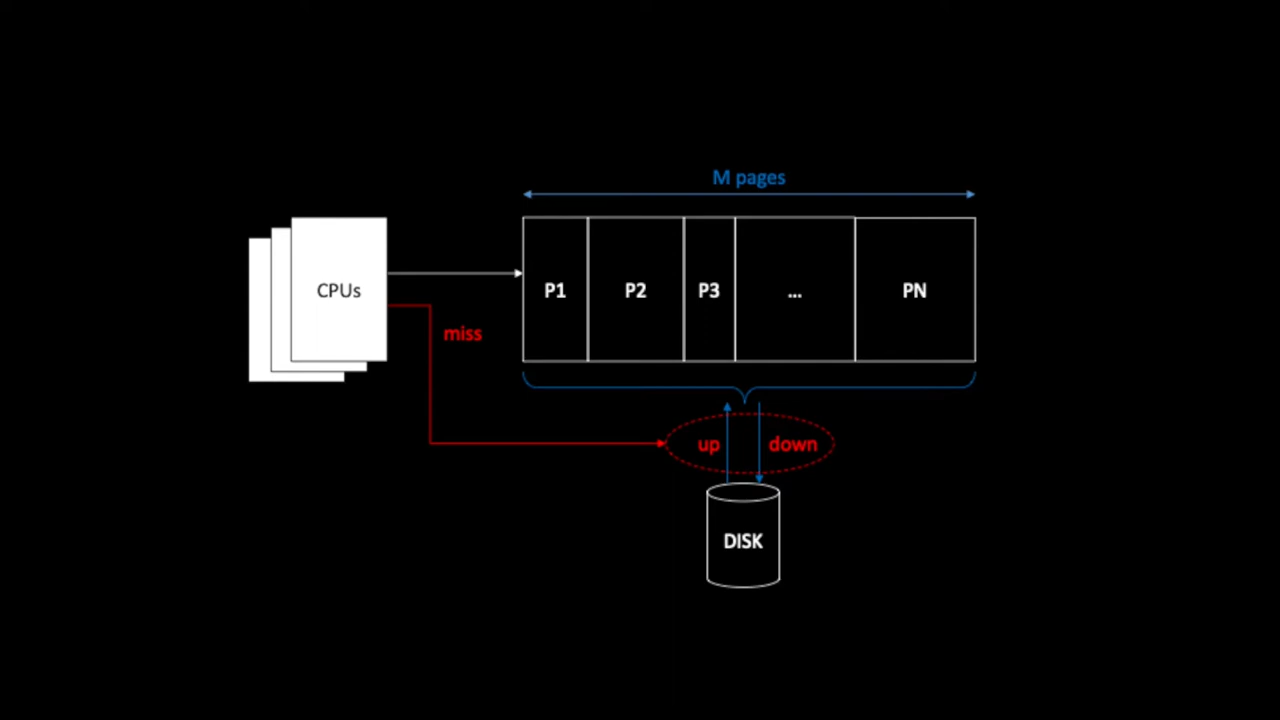 M pages
CPUs
P1
P2
P3
...
PN
miss
up
down
DISK